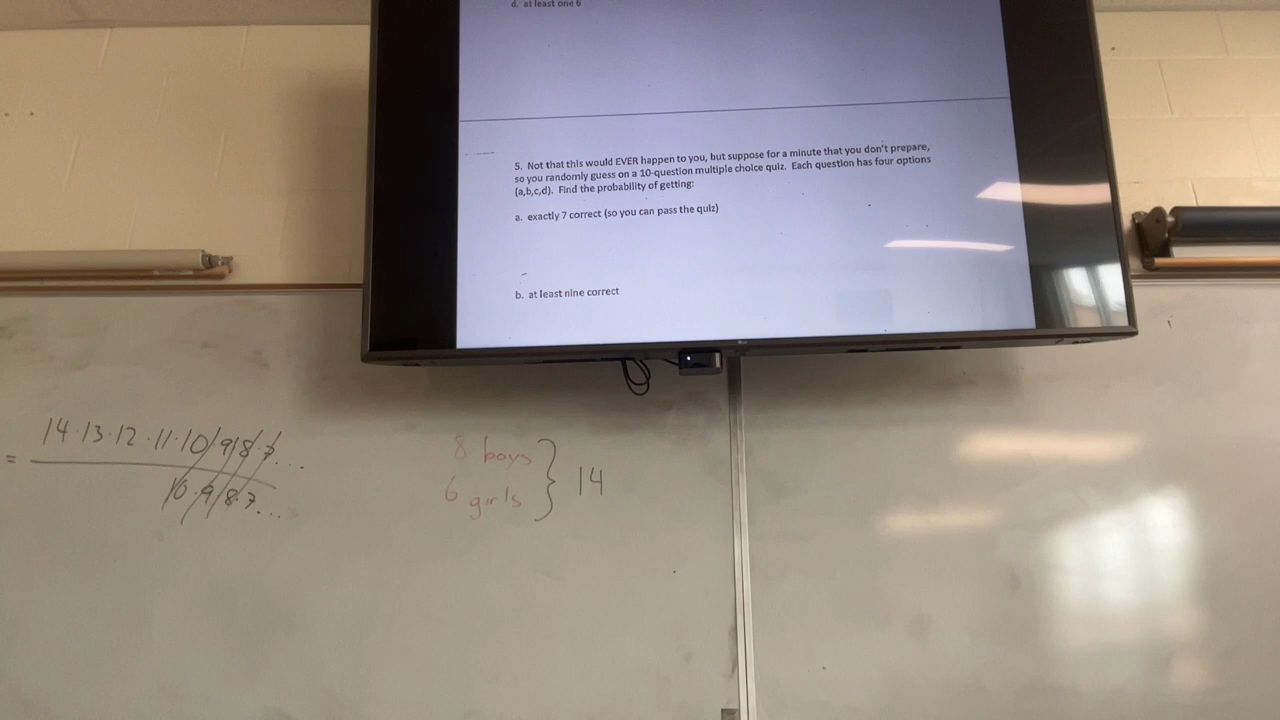 d. at least one 6
5. Not that this would EVER happen to you, but suppose for a minute that you don't prepare,
so you randomly guess on a 10-question multiple choice quiz. Each question has four options
(a,b,c,d). Find the probability of getting:
a. exactly 7 correct (so you can pass the quiz)
b. at least nine correct
= 14·13·12·11·10·9·8·7...
10·9·8·7...
8 boys
6 girls
} 14